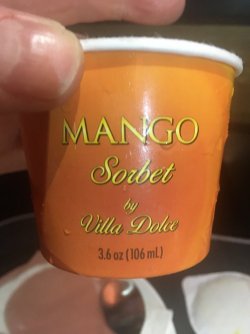 MANGO
Sorbet
by
Villa Dolce
3.6 oz (106 ml)